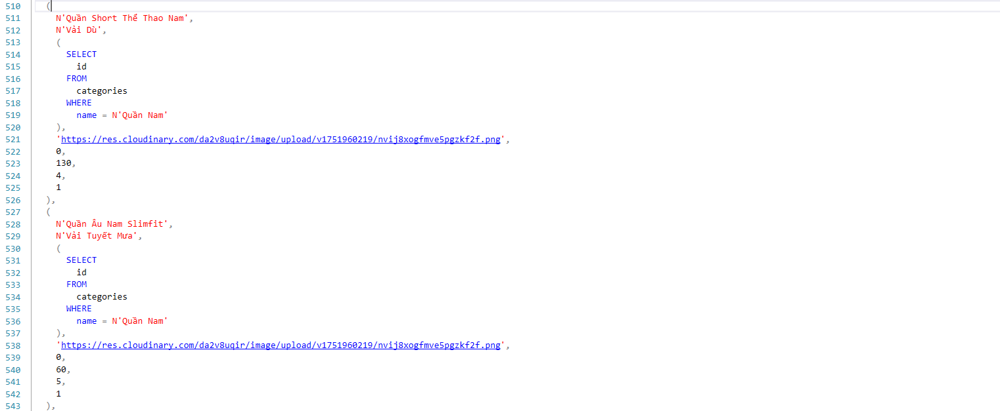 510 (
511 N'Quần Short Thể Thao Nam',
512 N'Vải Dù',
513 (
514 SELECT
515 id
516 FROM
517 categories
518 WHERE
519 name = N'Quần Nam'
520 ),
521 'https://res.cloudinary.com/da2v8uqir/image/upload/v1751960219/nvij8xogfmve5pgzkf2f.png',
522 0,
523 130,
524 4,
525 1
526 ),
527 (
528 N'Quần Âu Nam Slimfit',
529 N'Vải Tuyết Mưa',
530 (
531 SELECT
532 id
533 FROM
534 categories
535 WHERE
536 name = N'Quần Nam'
537 ),
538 'https://res.cloudinary.com/da2v8uqir/image/upload/v1751960219/nvij8xogfmve5pgzkf2f.png',
539 0,
540 60,
541 5,
542 1
543 ),